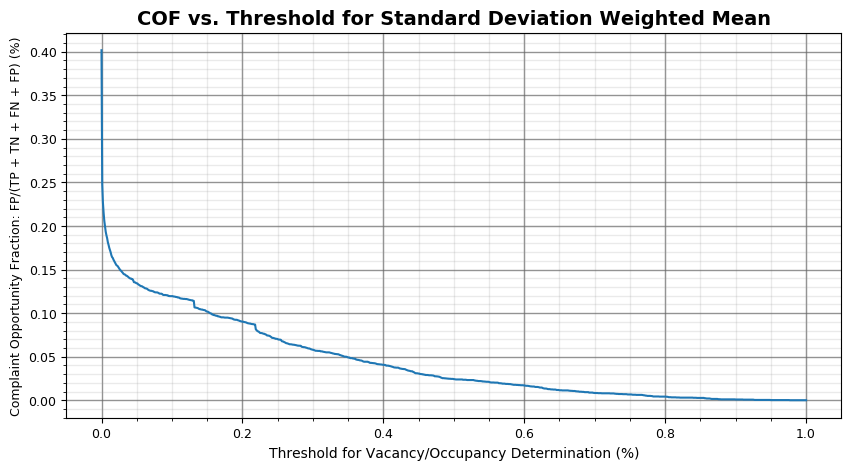 COF vs. Threshold for Standard Deviation Weighted Mean
Complaint Opportunity Fraction: FP/(TP + TN + FN + FP) (%)
0.40
0.35
0.30
0.25
0.20
0.15
0.10
0.05
0.00
0.0 0.2 0.4 0.6 0.8 1.0
Threshold for Vacancy/Occupancy Determination (%)